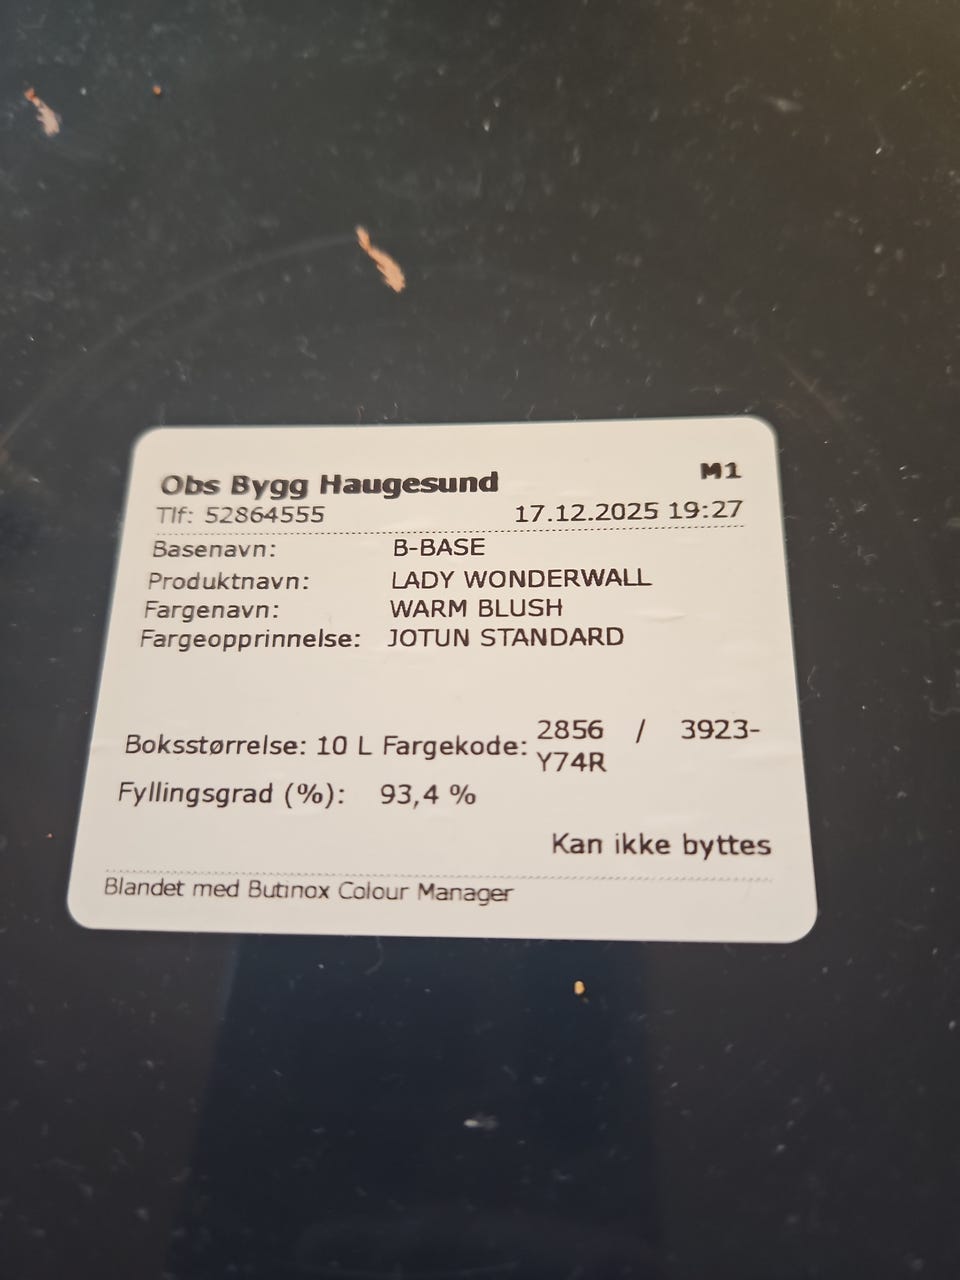 Obs Bygg Haugesund M1
Tlf: 52864555 17.12.2025 19:27
Basenavn: B-BASE
Produktnavn: LADY WONDERWALL
Fargenavn: WARM BLUSH
Fargeopprinnelse: JOTUN STANDARD
Boksstørrelse: 10 L Fargekode: 2856 / 3923-
Y74R
Fyllingsgrad (%): 93,4 %
Kan ikke byttes
Blandet med Butinox Colour Manager